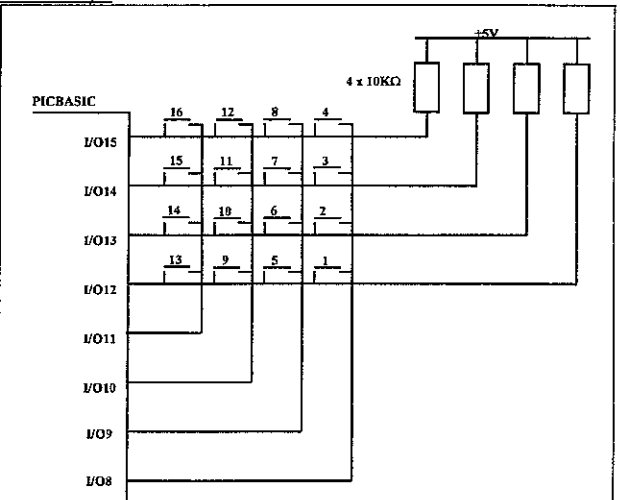 +5V
4 x 10KΩ
PICBASIC
16 12 8 4
I/O15
15 11 7 3
I/O14
14 10 6 2
I/O13
13 9 5 1
I/O12
I/O11
I/O10
I/O9
I/O8